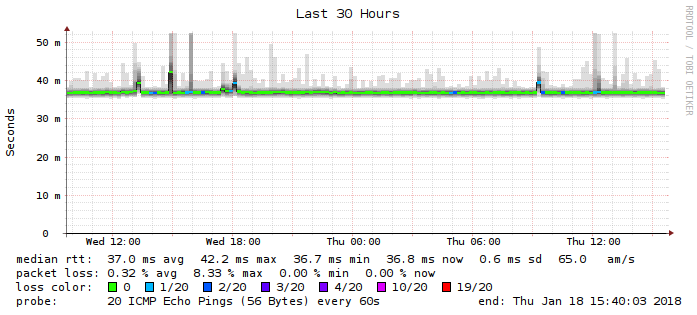 Last 30 Hours
RRDTOOL / TOBI OETIKER
Seconds
50 m
40 m
30 m
20 m
10 m
0
Wed 12:00 Wed 18:00 Thu 00:00 Thu 06:00 Thu 12:00
median rtt: 37.0 ms avg 42.2 ms max 36.7 ms min 36.8 ms now 0.6 ms sd 65.0 am/s
packet loss: 0.32 % avg 8.33 % max 0.00 % min 0.00 % now
loss color: 0 1/20 2/20 3/20 4/20 10/20 19/20
probe: 20 ICMP Echo Pings (56 Bytes) every 60s end: Thu Jan 18 15:40:03 2018